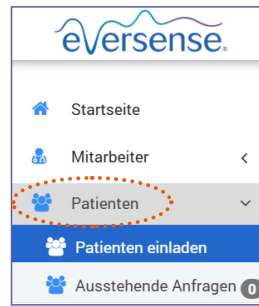 eversense.
Startseite
Mitarbeiter
Patienten
Patienten einladen
Ausstehende Anfragen 0